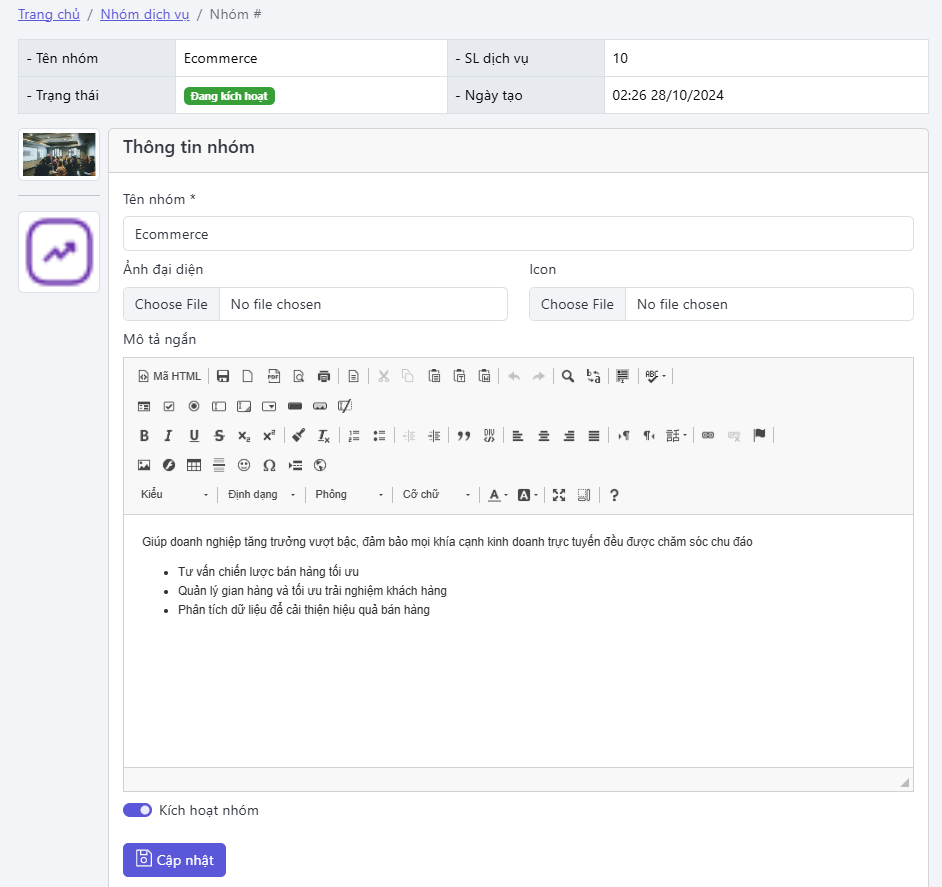 Trang chủ / Nhóm dịch vụ / Nhóm #
- Tên nhóm Ecommerce - SL dịch vụ 10
- Trạng thái Đang kích hoạt - Ngày tạo 02:26 28/10/2024
Thông tin nhóm
Tên nhóm *
Ecommerce
Ảnh đại diện Icon
Choose File No file chosen Choose File No file chosen
Mô tả ngắn
Mã HTML
Kiểu Định dạng Phông Cỡ chữ
Giúp doanh nghiệp tăng trưởng vượt bậc, đảm bảo mọi khía cạnh kinh doanh trực tuyến đều được chăm sóc chu đáo
• Tư vấn chiến lược bán hàng tối ưu
• Quản lý gian hàng và tối ưu trải nghiệm khách hàng
• Phân tích dữ liệu để cải thiện hiệu quả bán hàng
Kích hoạt nhóm
Cập nhật